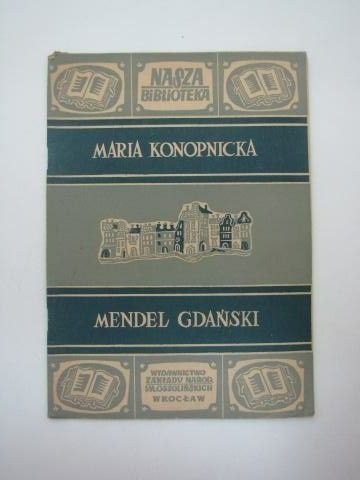 NASZA
BIBLIOTEKA
MARIA KONOPNICKA
MENDEL GDAŃSKI
WYDAWNICTWO
ZAKŁADU NAROD.
IM. OSSOLIŃSKICH
WROCŁAW